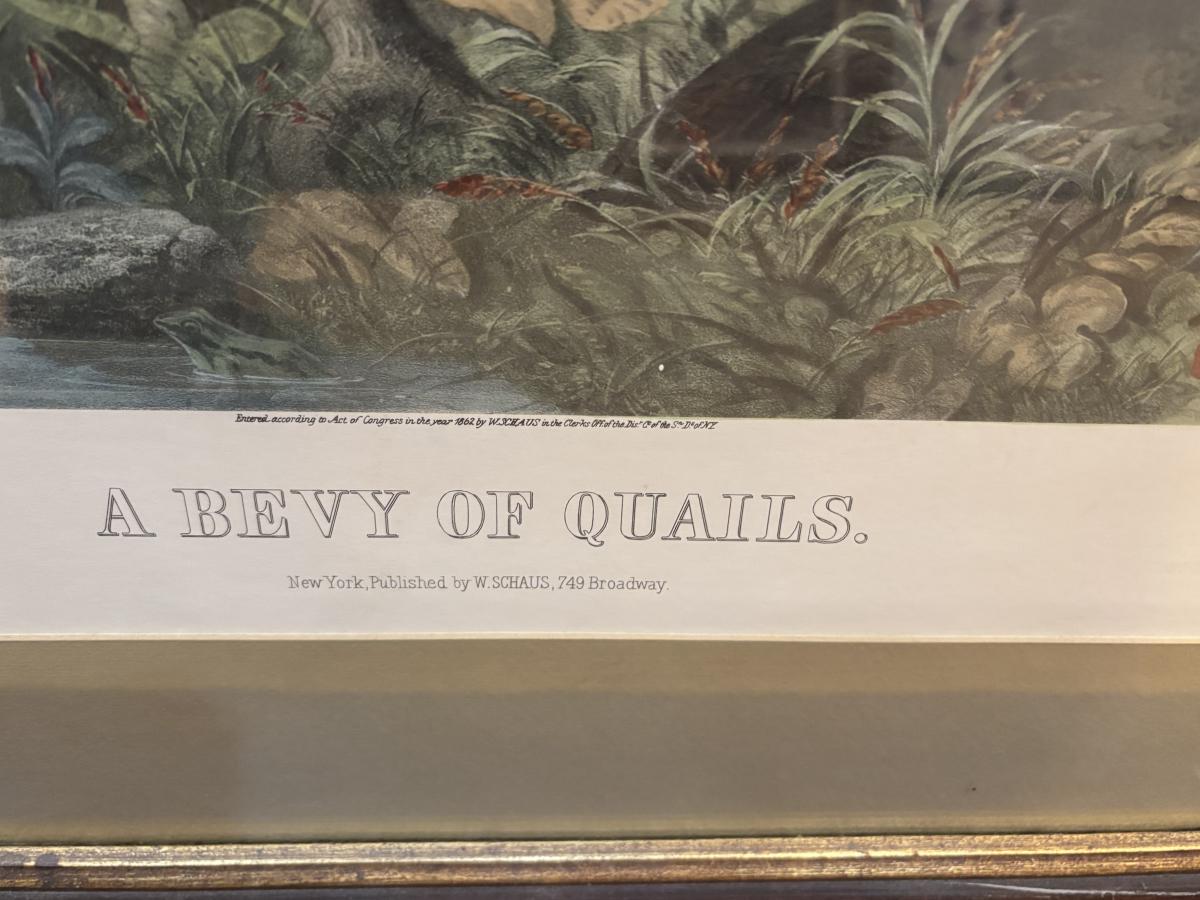 Entered according to Act of Congress in the year 1862 by W. SCHAUS in the Clerks Off. of the Dist. Ct. of the Sn. Dt. of N.Y.
A BEVY OF QUAILS.
New York, Published by W. SCHAUS, 749 Broadway.